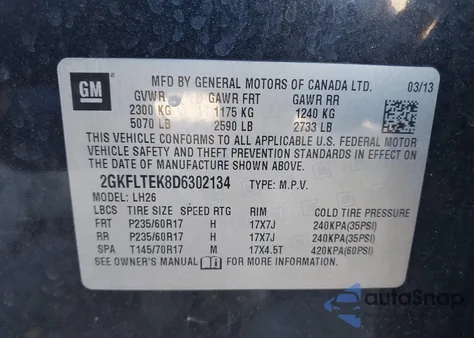 GM
MFD BY GENERAL MOTORS OF CANADA LTD. 03/13
GVWR GAWR FRT GAWR RR
2300 KG 1175 KG 1240 KG
5070 LB 2590 LB 2733 LB
THIS VEHICLE CONFORMS TO ALL APPLICABLE U.S. FEDERAL MOTOR
VEHICLE SAFETY AND THEFT PREVENTION STANDARDS IN EFFECT ON THE
DATE OF MANUFACTURE SHOWN ABOVE.
2GKFLTEK8D6302134 TYPE: M.P.V.
MODEL: LH26
LBCS TIRE SIZE SPEED RTG RIM COLD TIRE PRESSURE
FRT P235/60R17 H 17X7J 240KPA(35PSI)
RR P235/60R17 H 17X7J 240KPA(35PSI)
SPA T145/70R17 M 17X4.5T 420KPA(60PSI)
SEE OWNER'S MANUAL FOR MORE INFORMATION
autoSnap